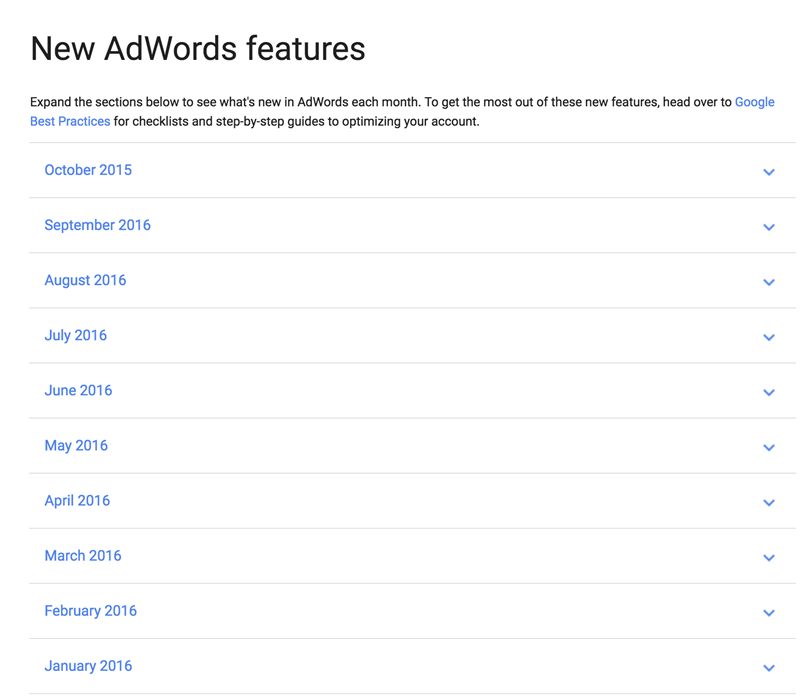 New AdWords features
Expand the sections below to see what's new in AdWords each month. To get the most out of these new features, head over to Google
Best Practices for checklists and step-by-step guides to optimizing your account.
October 2015
September 2016
August 2016
July 2016
June 2016
May 2016
April 2016
March 2016
February 2016
January 2016